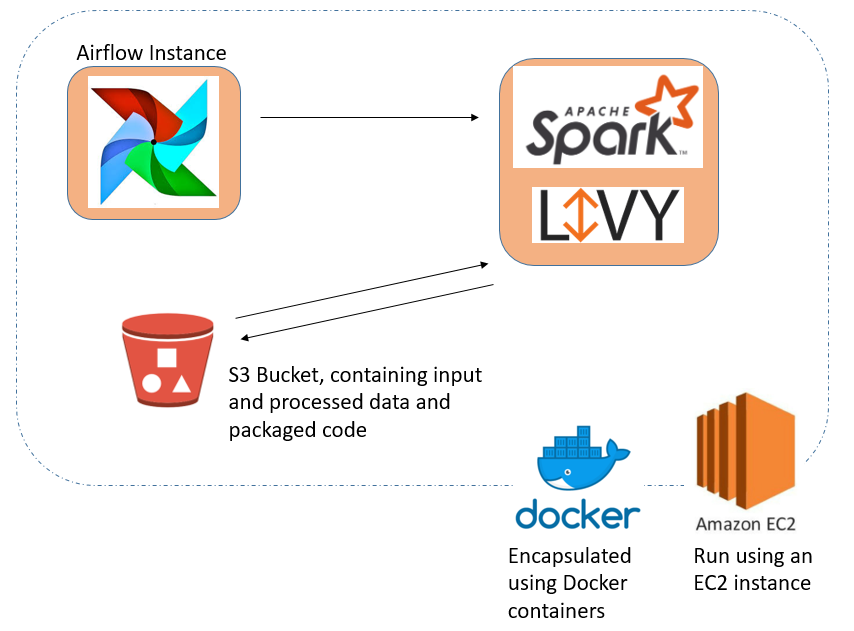 Airflow Instance
APACHE
Spark™
LIVY
S3 Bucket, containing input
and processed data and
packaged code
docker
Encapsulated
using Docker
containers
Amazon EC2
Run using an
EC2 instance